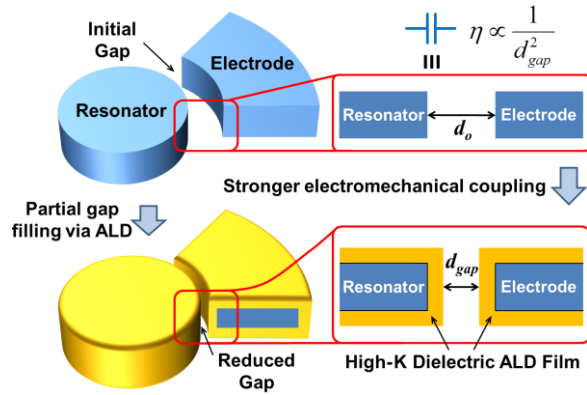 Initial
Gap
Electrode
Resonator
III
η ∝ 1 / d²gap
Resonator
dₒ
Electrode
Stronger electromechanical coupling
Partial gap
filling via ALD
Resonator
dgap
Electrode
Reduced
Gap
High-K Dielectric ALD Film